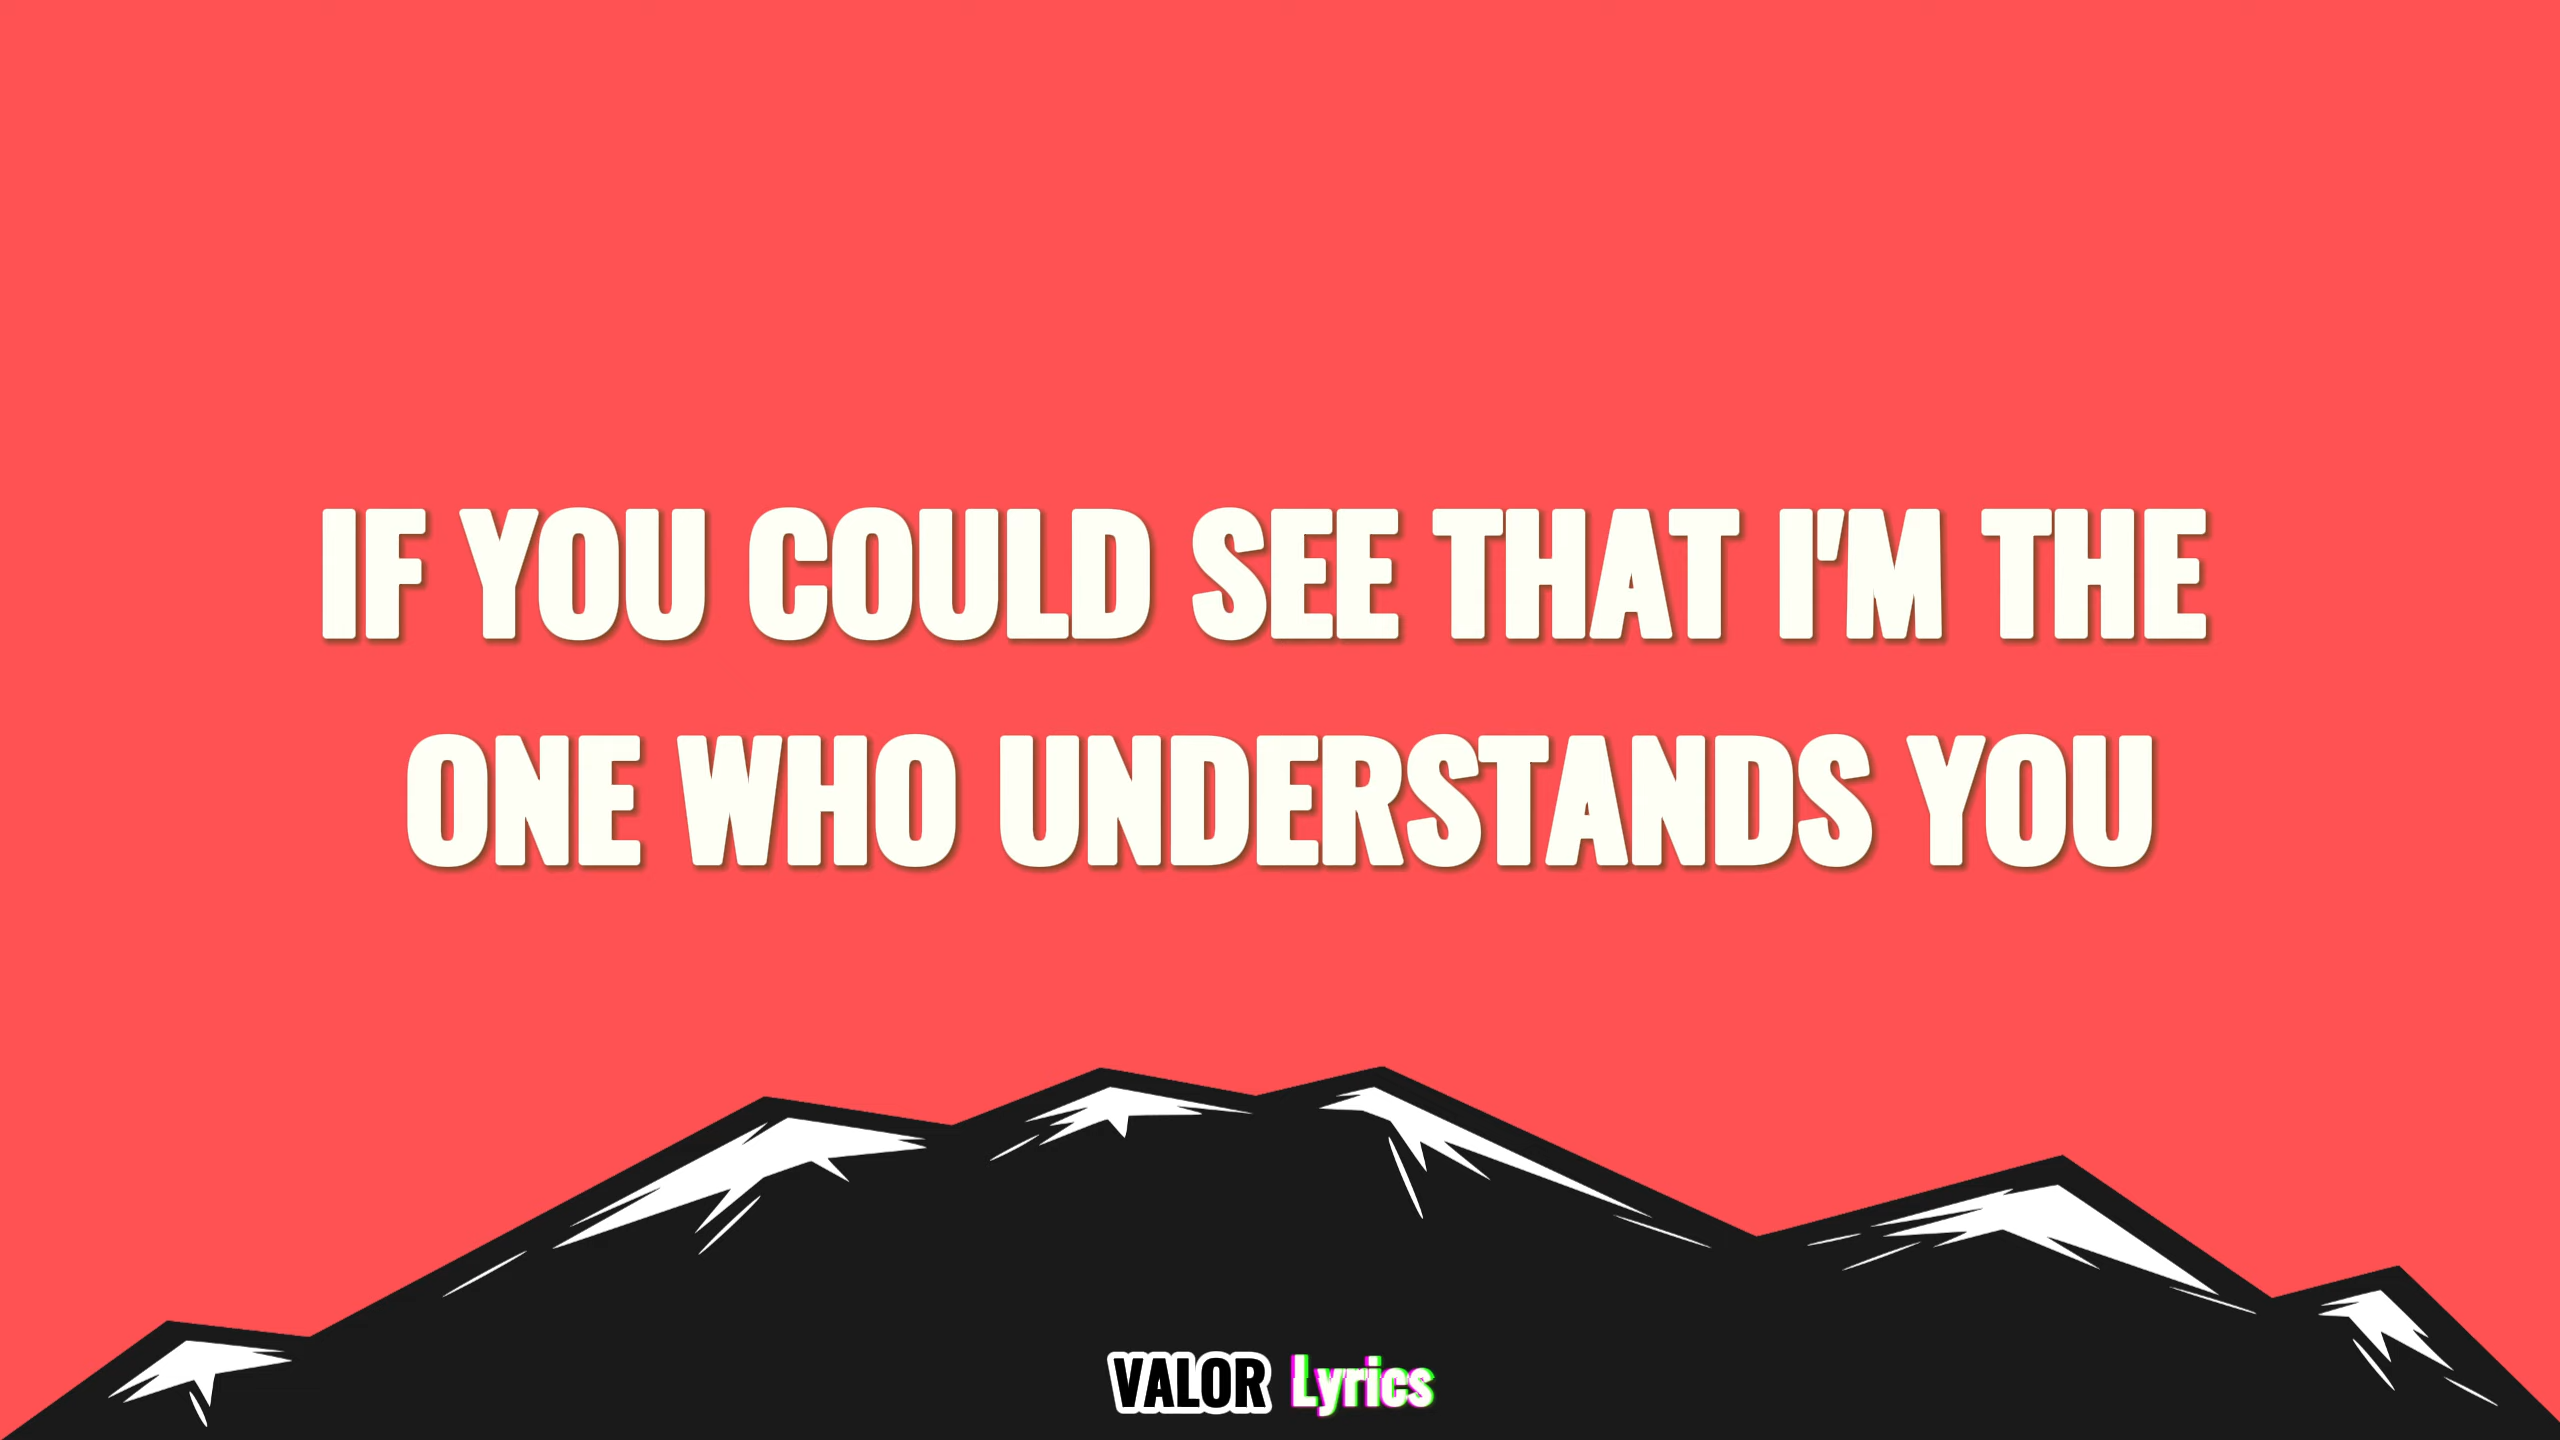 IF YOU COULD SEE THAT I'M THE
ONE WHO UNDERSTANDS YOU
VALOR Lyrics